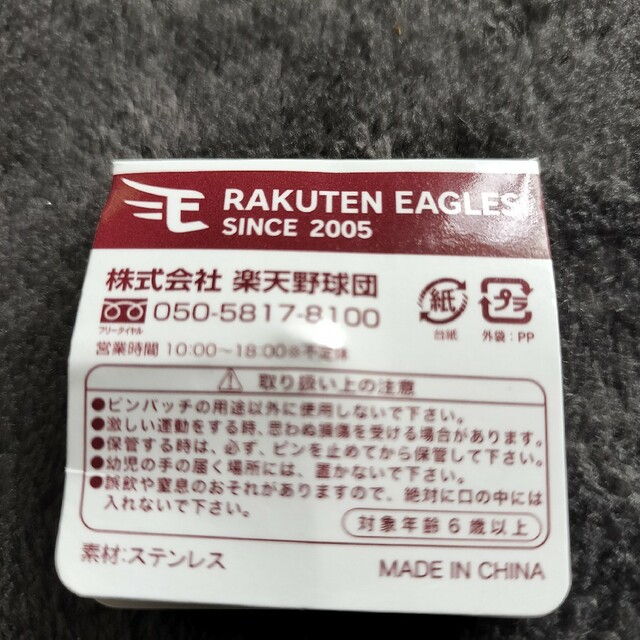 RAKUTEN EAGLES
SINCE 2005
株式会社 楽天野球団
フリーダイヤル
050-5817-8100
営業時間 10:00～18:00※不定休
紙
台紙
プラ
外袋:PP
取り扱い上の注意
●ピンバッチの用途以外に使用しないで下さい。
●激しい運動をする時、思わぬ損傷を受ける場合があります。
●保管する時は、必ず、ピンを止めてから保管して下さい。
●幼児の手の届く場所には、置かないで下さい。
●誤飲や窒息のおそれがありますので、絶対に口の中には
入れないで下さい。
対象年齢6歳以上
素材:ステンレス
MADE IN CHINA